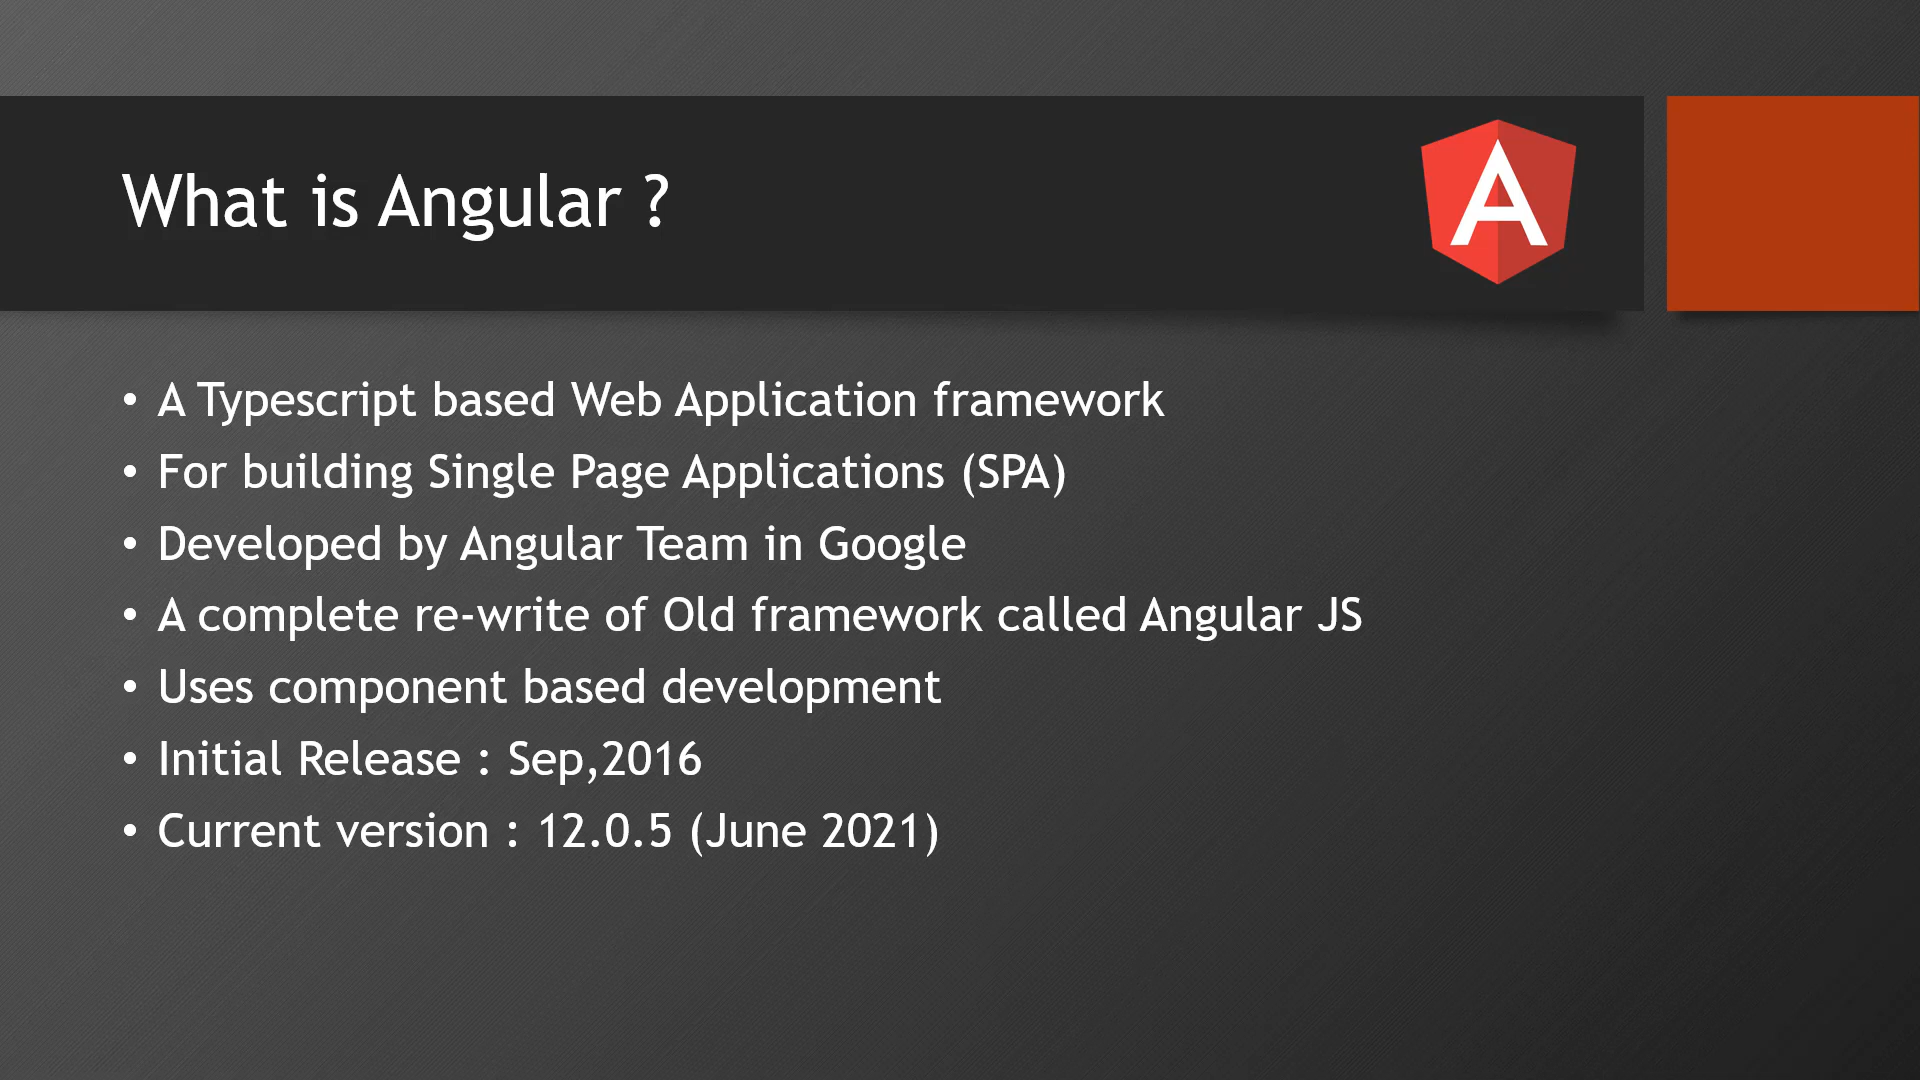 What is Angular ?
A
• A Typescript based Web Application framework
• For building Single Page Applications (SPA)
• Developed by Angular Team in Google
• A complete re-write of Old framework called Angular JS
• Uses component based development
• Initial Release : Sep,2016
• Current version : 12.0.5 (June 2021)